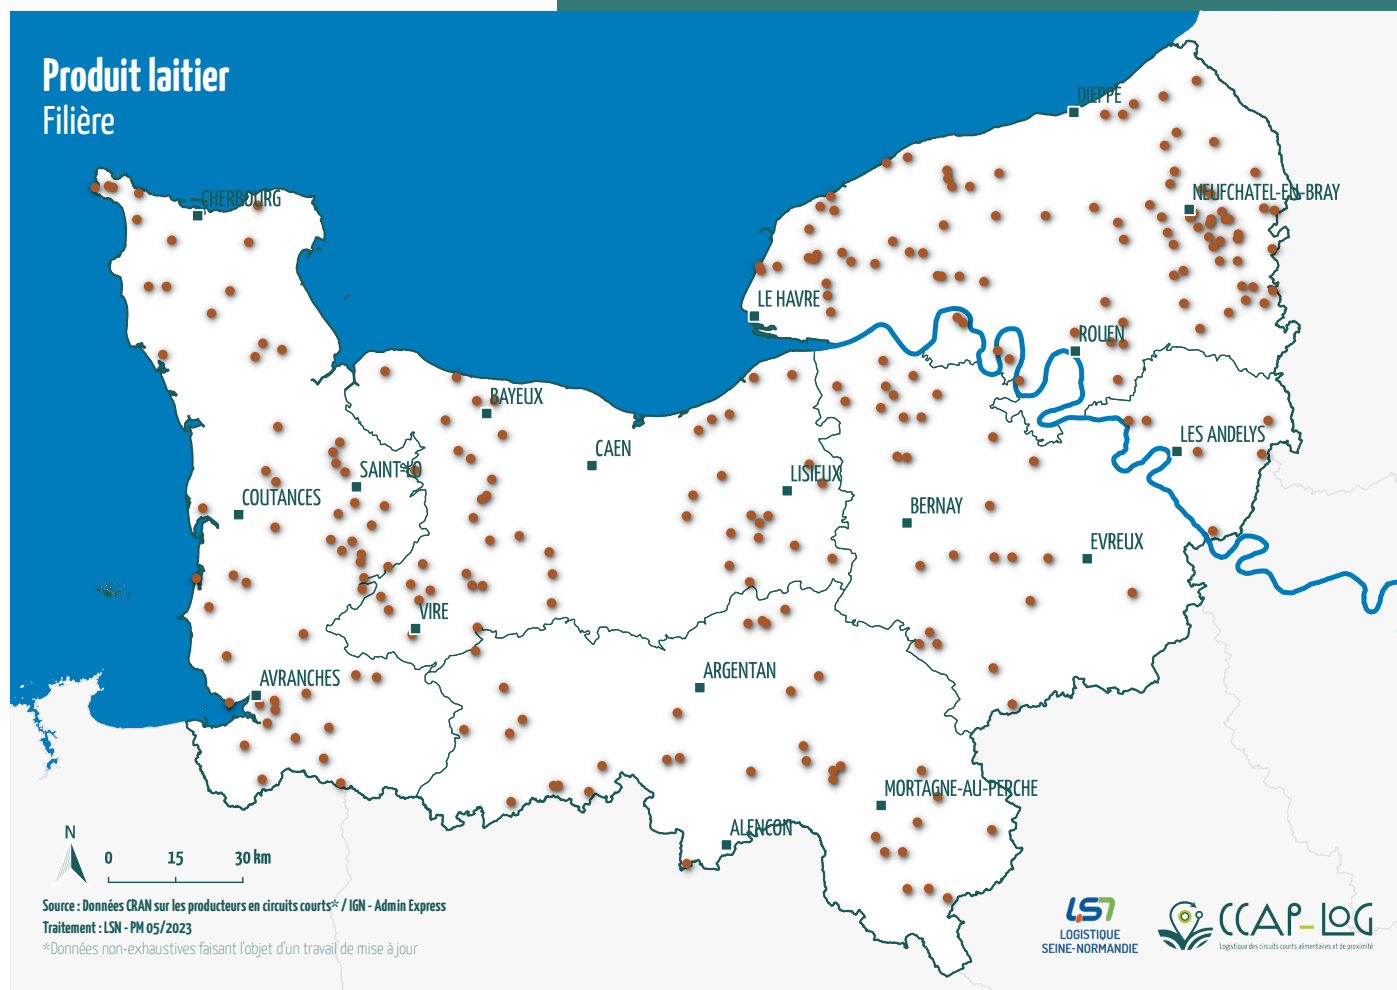 Produit laitier
Filière
DIEPPE
CHERBOURG
NEUFCHATEL-EN-BRAY
LE HAVRE
ROUEN
BAYEUX
CAEN
LES ANDELYS
SAINT-LO
LISIEUX
COUTANCES
BERNAY
EVREUX
VIRE
AVRANCHES
ARGENTAN
MORTAGNE-AU-PERCHE
ALENCON
N
0 15 30 km
Source : Données CRAN sur les producteurs en circuits courts* / IGN - Admin Express
Traitement : LSN - PM 05/2023
*Données non-exhaustives faisant l'objet d'un travail de mise à jour
LSN
LOGISTIQUE
SEINE-NORMANDIE
CCAP-LOG
Logistique des circuits courts alimentaires et de proximité